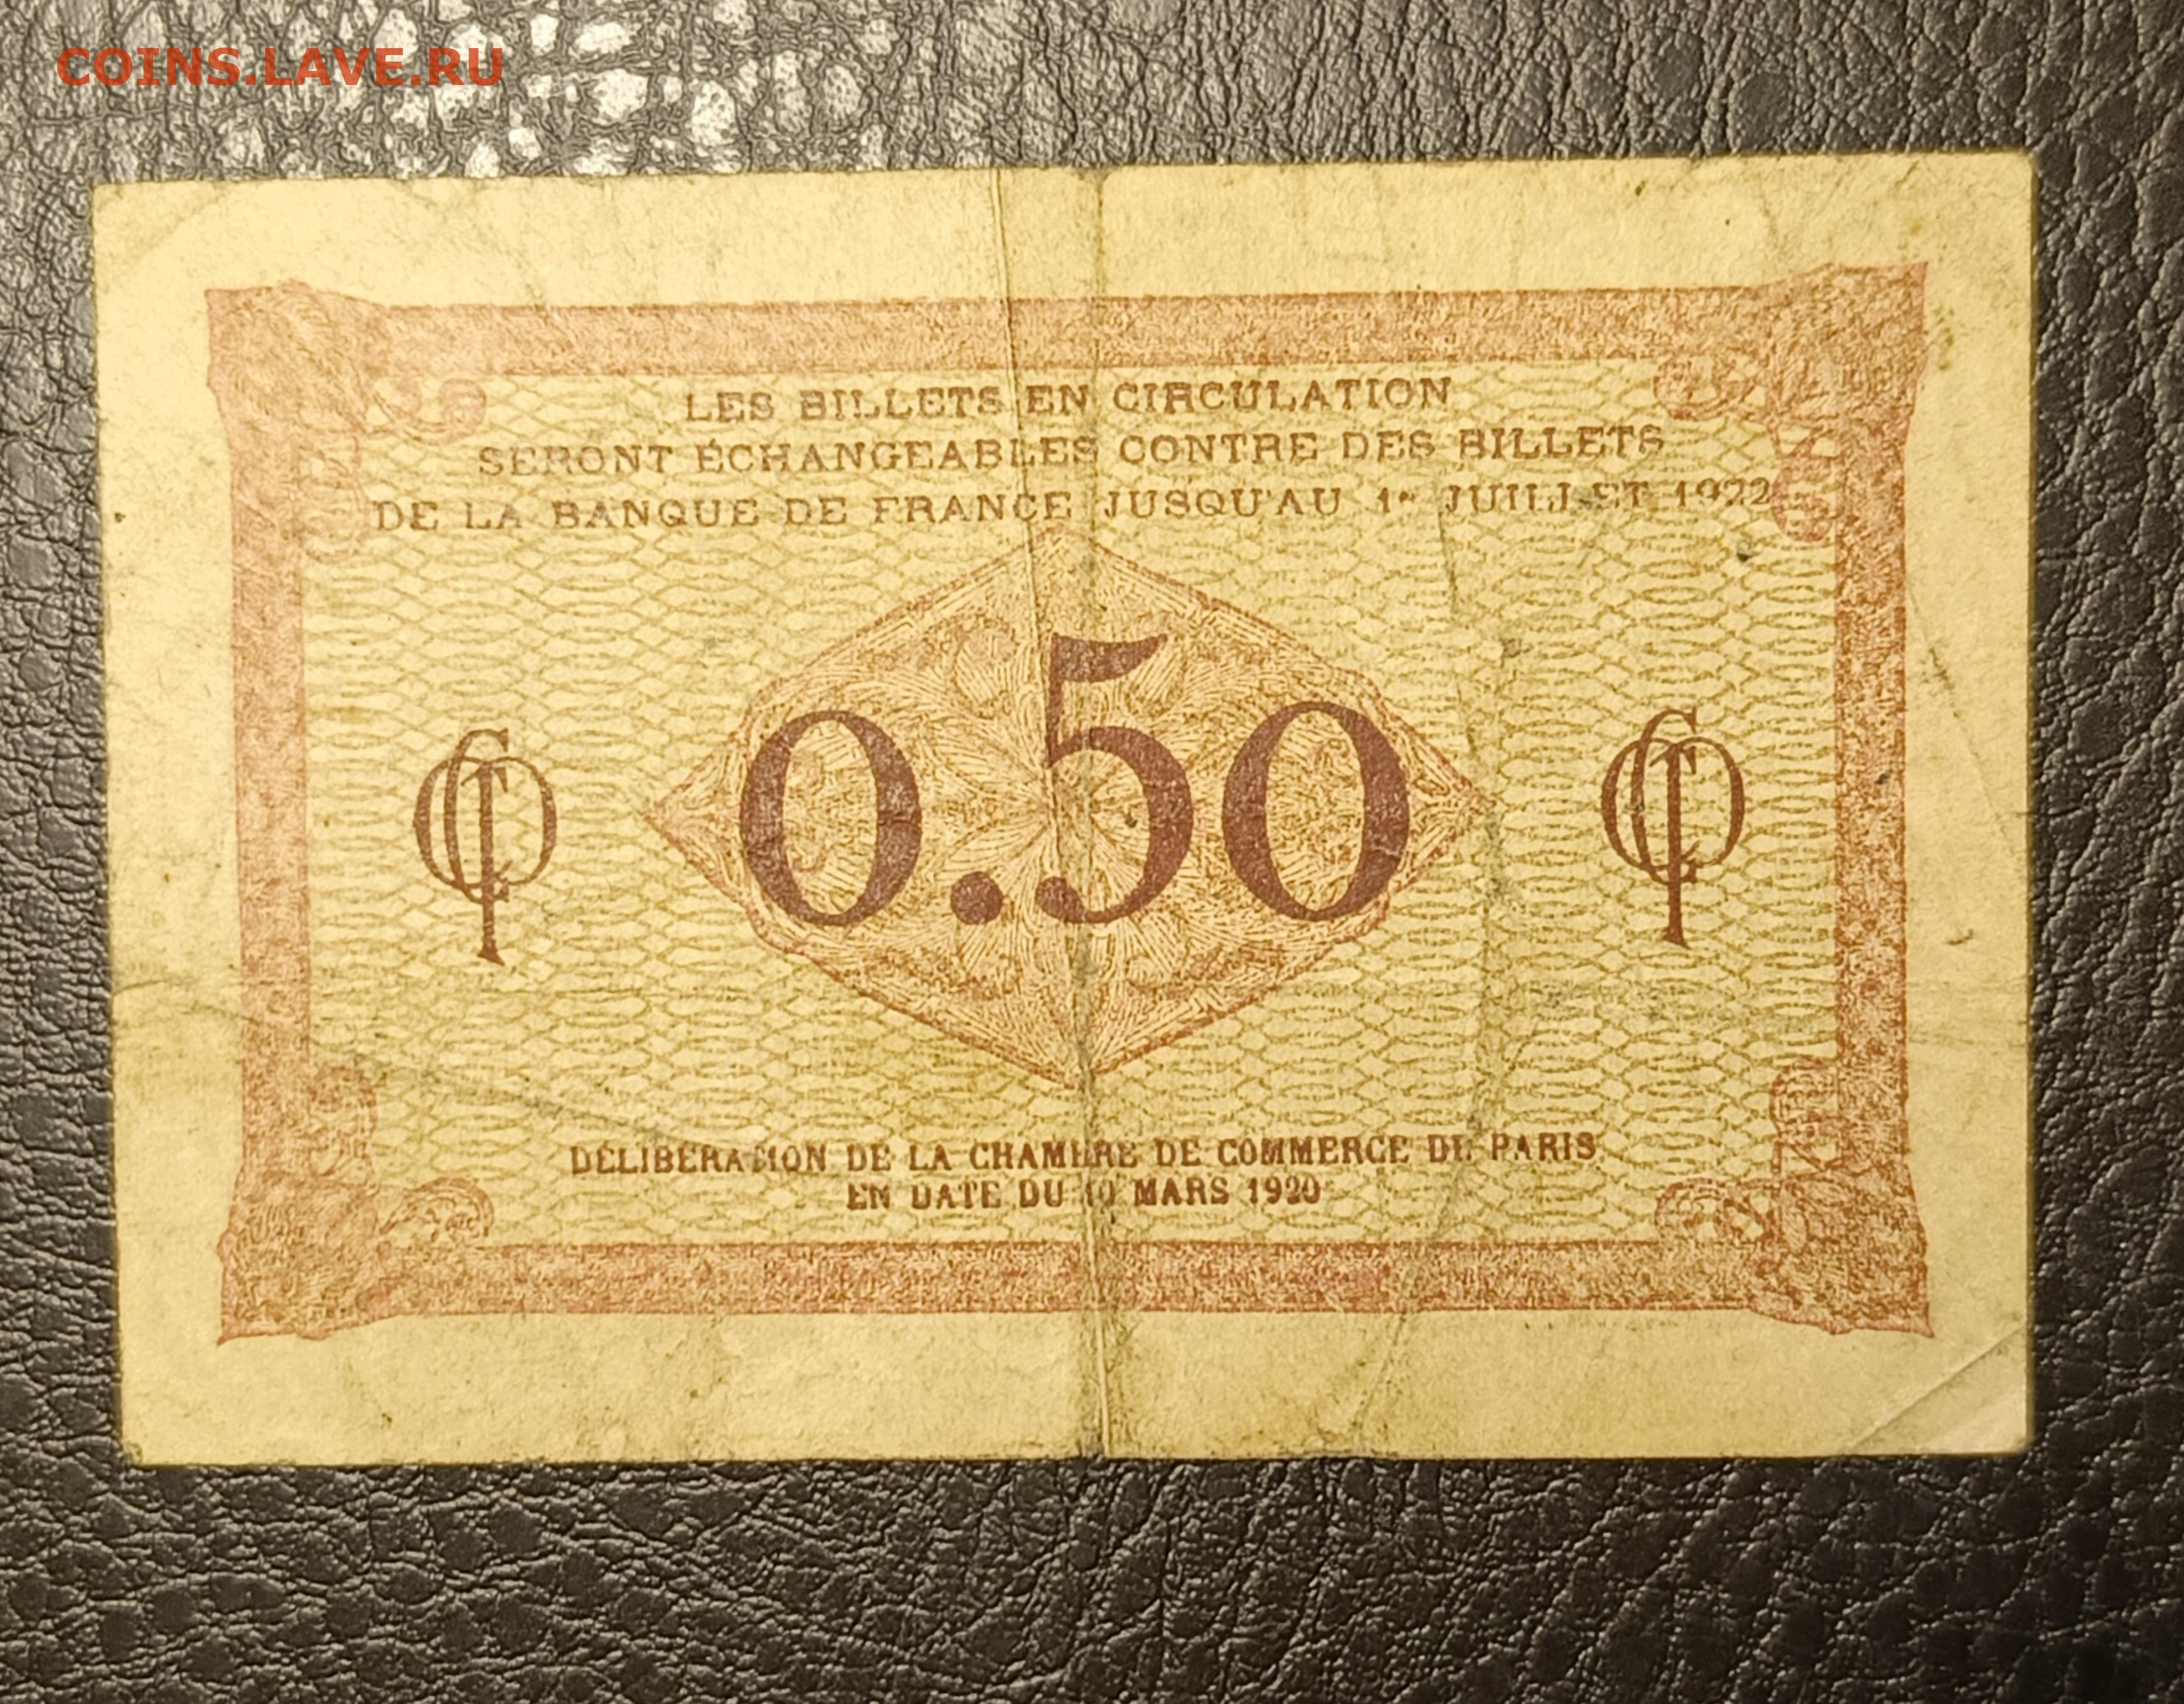 COINS.LAVE.RU
LES BILLETS EN CIRCULATION
SERONT ÉCHANGEABLES CONTRE DES BILLETS
DE LA BANQUE DE FRANCE JUSQU'AU 1er JUILLET 1922
0.50
DÉLIBÉRATION DE LA CHAMBRE DE COMMERCE DE PARIS
EN DATE DU 10 MARS 1920